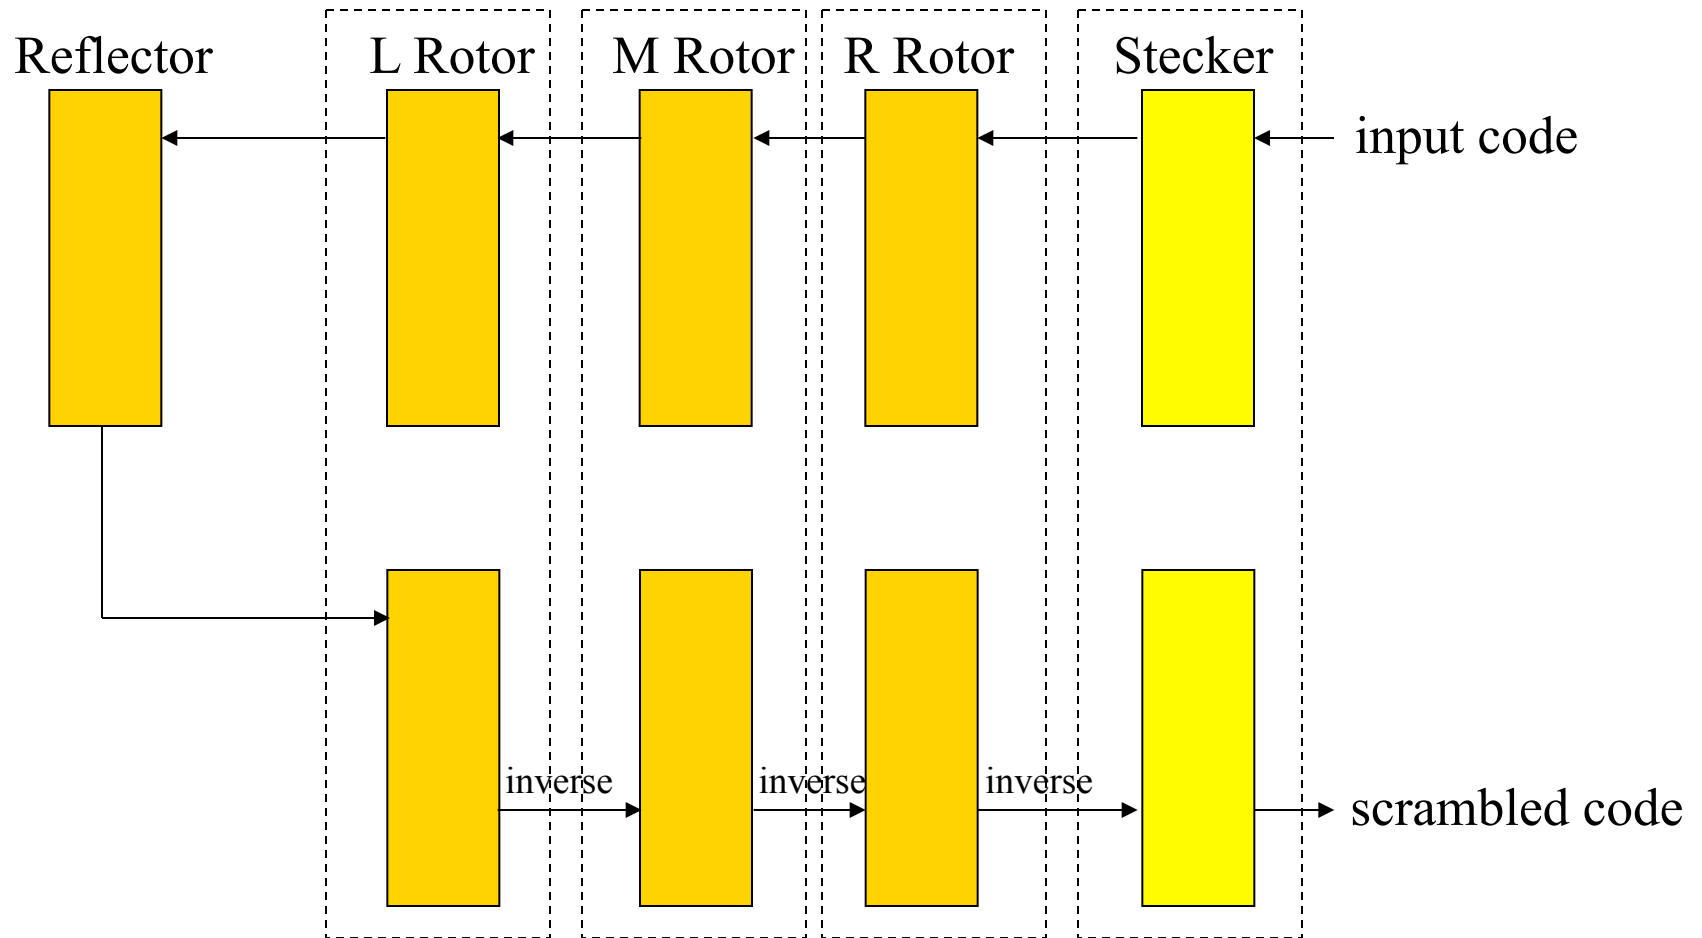 Reflector
L Rotor
M Rotor
R Rotor
Stecker
input code
inverse
inverse
inverse
scrambled code